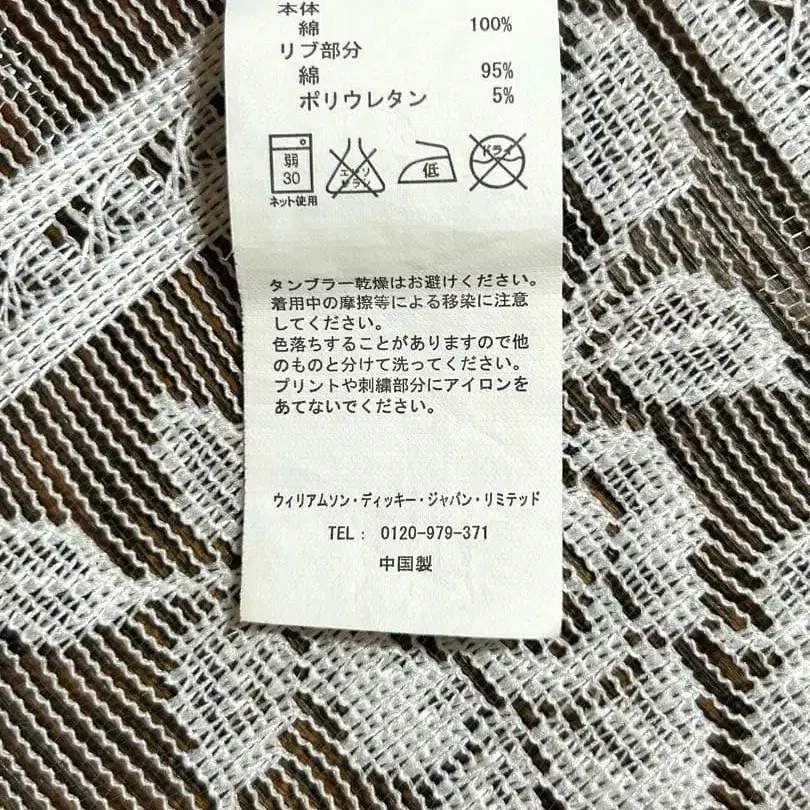 本体
綿 100%
リブ部分
綿 95%
ポリウレタン 5%
弱
30
ネット使用
エンソ
サラシ
低
ドライ
タンブラー乾燥はお避けください。
着用中の摩擦等による移染に注意
してください。
色落ちすることがありますので他
のものと分けて洗ってください。
プリントや刺繍部分にアイロンを
あてないでください。
ウィリアムソン・ディッキー・ジャパン・リミテッド
TEL： 0120-979-371
中国製